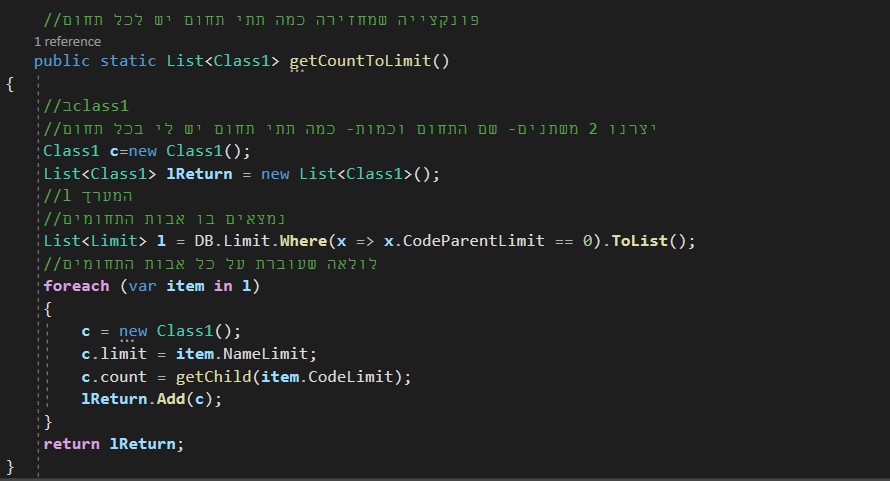 //פונקצייה שמחזירה כמה תתי תחום יש לכל תחום
1 reference
public static List<Class1> getCountToLimit()
{
//בclass1
//יצרנו 2 משתנים- שם התחום וכמות- כמה תתי תחום יש לי בכל תחום
Class1 c=new Class1();
List<Class1> lReturn = new List<Class1>();
//המערך l
//נמצאים בו אבות התחומים
List<Limit> l = DB.Limit.Where(x => x.CodeParentLimit == 0).ToList();
//לולאה שעוברת על כל אבות התחומים
foreach (var item in l)
{
c = new Class1();
c.limit = item.NameLimit;
c.count = getChild(item.CodeLimit);
lReturn.Add(c);
}
return lReturn;
}